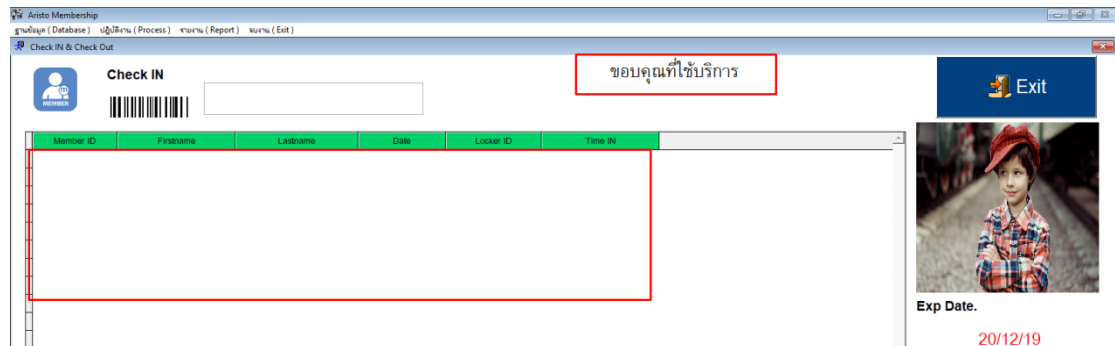 Aristo Membership
ฐานข้อมูล ( Database ) ปฏิบัติงาน ( Process ) รายงาน ( Report ) จบงาน ( Exit )
Check IN & Check Out
Check IN
ขอบคุณที่ใช้บริการ
Exit
MEMBER
Member ID Firstname Lastname Date Locker ID Time IN
Exp Date.
20/12/19